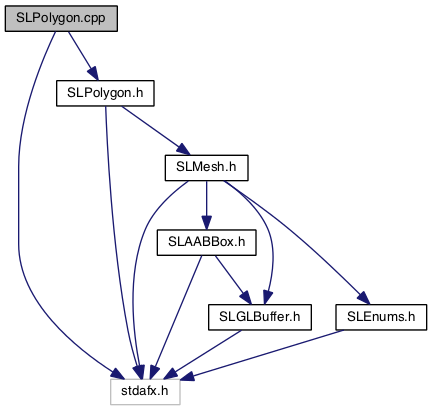 SLPolygon.cpp
SLPolygon.h
SLMesh.h
SLAABBox.h
SLGLBuffer.h
SLEnums.h
stdafx.h